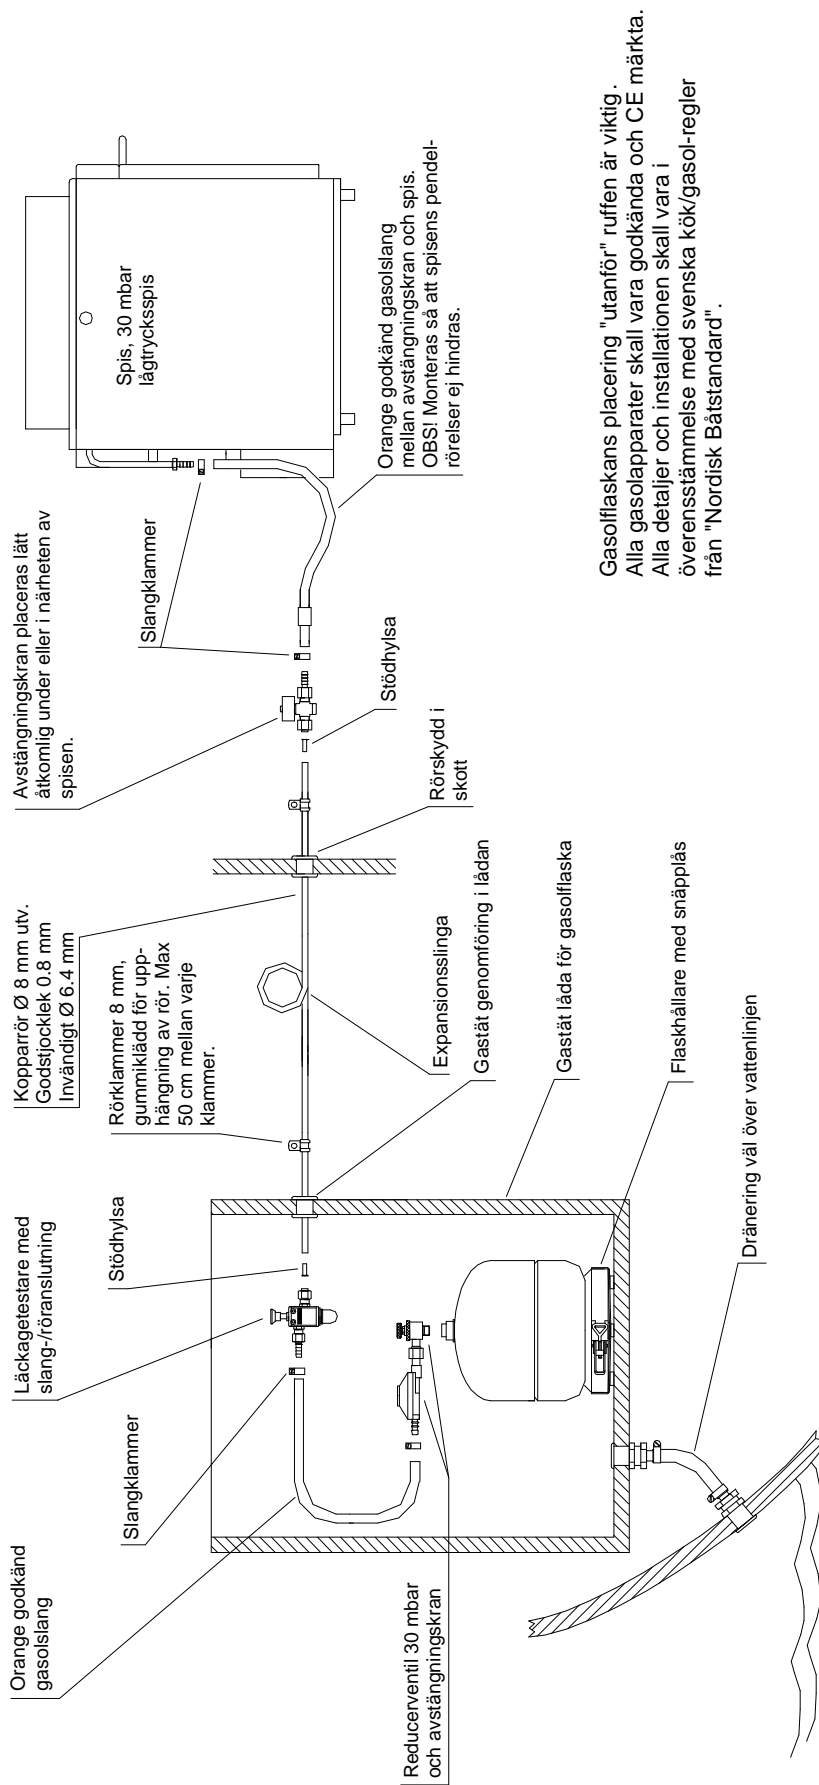 Orange godkänd
gasolslang
Slangklammer
Läckagetestare med
slang-/röranslutning
Stödhylsa
Rörklammer 8 mm,
gummiklädd för upp-
hängning av rör. Max
50 cm mellan varje
klammer.
Kopparrör Ø 8 mm utv.
Godstjocklek 0.8 mm
Invändigt Ø 6.4 mm
Avstängningskran placeras lätt
åtkomlig under eller i närheten av
spisen.
Slangklammer
Spis, 30 mbar
lågtrycksspis
Orange godkänd gasolslang
mellan avstängningskran och spis.
OBS! Monteras så att spisens pendel-
rörelser ej hindras.
Stödhylsa
Rörskydd i
skott
Expansionsslinga
Gastät genomföring i lådan
Gastät låda för gasolflaska
Flaskhållare med snäpplås
Dränering väl över vattenlinjen
Reducerventil 30 mbar
och avstängningskran
Gasolflaskans placering "utanför" ruffen är viktig.
Alla gasolapparater skall vara godkända och CE märkta.
Alla detaljer och installationen skall vara i
överensstämmelse med svenska kök/gasol-regler
från "Nordisk Båtstandard".